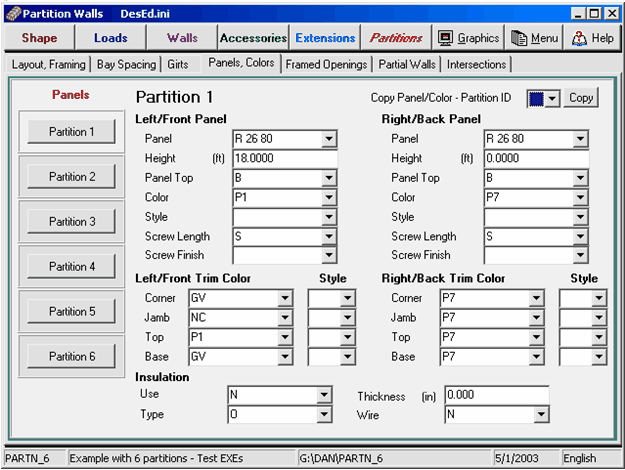 Partition Walls DesEd.ini
Shape Loads Walls Accessories Extensions Partitions Graphics Menu Help
Layout, Framing Bay Spacing Girts Panels, Colors Framed Openings Partial Walls Intersections
Panels
Partition 1
Partition 2
Partition 3
Partition 4
Partition 5
Partition 6
Partition 1 Copy Panel/Color - Partition ID Copy
Left/Front Panel Right/Back Panel
Panel R 26 80 Panel R 26 80
Height (ft) 18.0000 Height (ft) 0.0000
Panel Top B Panel Top B
Color P1 Color P7
Style Style
Screw Length S Screw Length S
Screw Finish Screw Finish
Left/Front Trim Color Style Right/Back Trim Color Style
Corner GV Corner P7
Jamb NC Jamb P7
Top P1 Top P7
Base GV Base P7
Insulation
Use N Thickness (in) 0.000
Type O Wire N
PARTN_6 Example with 6 partitions - Test EXEs G:\DAN\PARTN_6 5/1/2003 English